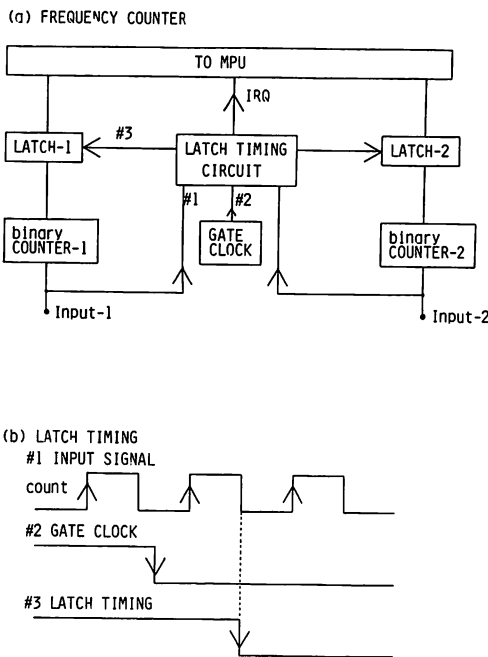 (a) FREQUENCY COUNTER
TO MPU
IRQ
#3
LATCH-1
LATCH TIMING
CIRCUIT
LATCH-2
#1
#2
binary
COUNTER-1
GATE
CLOCK
binary
COUNTER-2
Input-1
Input-2
(b) LATCH TIMING
#1 INPUT SIGNAL
count
#2 GATE CLOCK
#3 LATCH TIMING